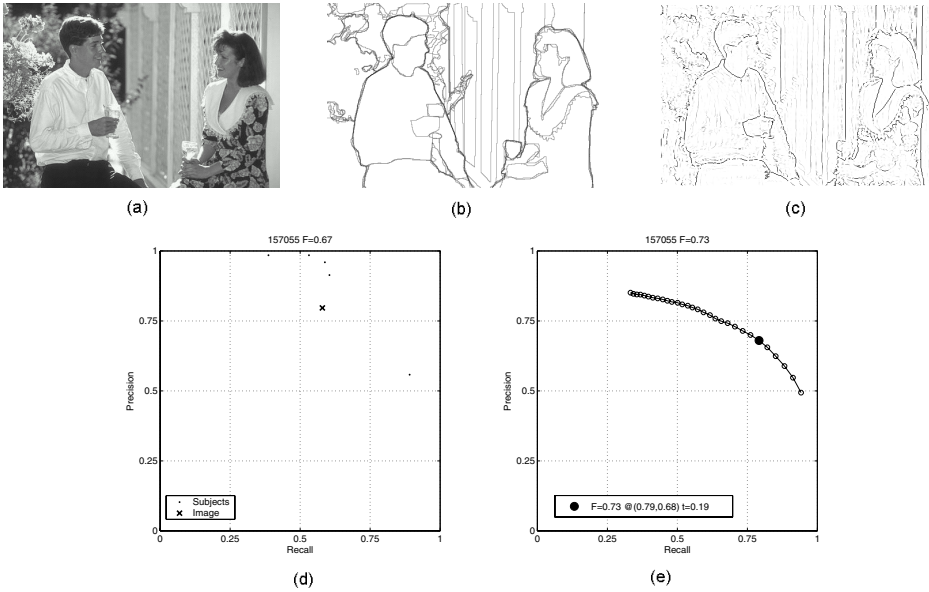 (a)
(b)
(c)
157055 F=0.67
1
0.75
0.5
0.25
0
0
0.25
0.5
0.75
1
Precision
Recall
Subjects
Image
(d)
157055 F=0.73
1
0.75
0.5
0.25
0
0
0.25
0.5
0.75
1
Precision
Recall
F=0.73 @(0.79,0.68) t=0.19
(e)